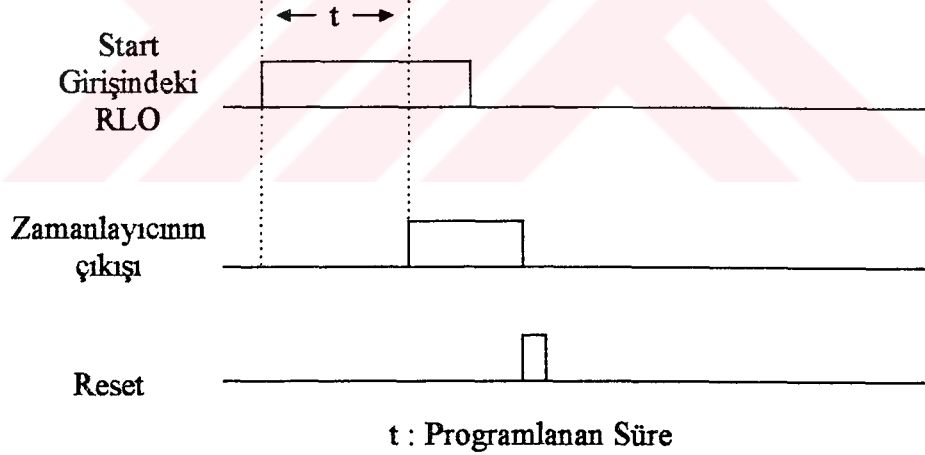 t
Start
Girişindeki
RLO
Zamanlayıcının
çıkışı
Reset
t : Programlanan Süre